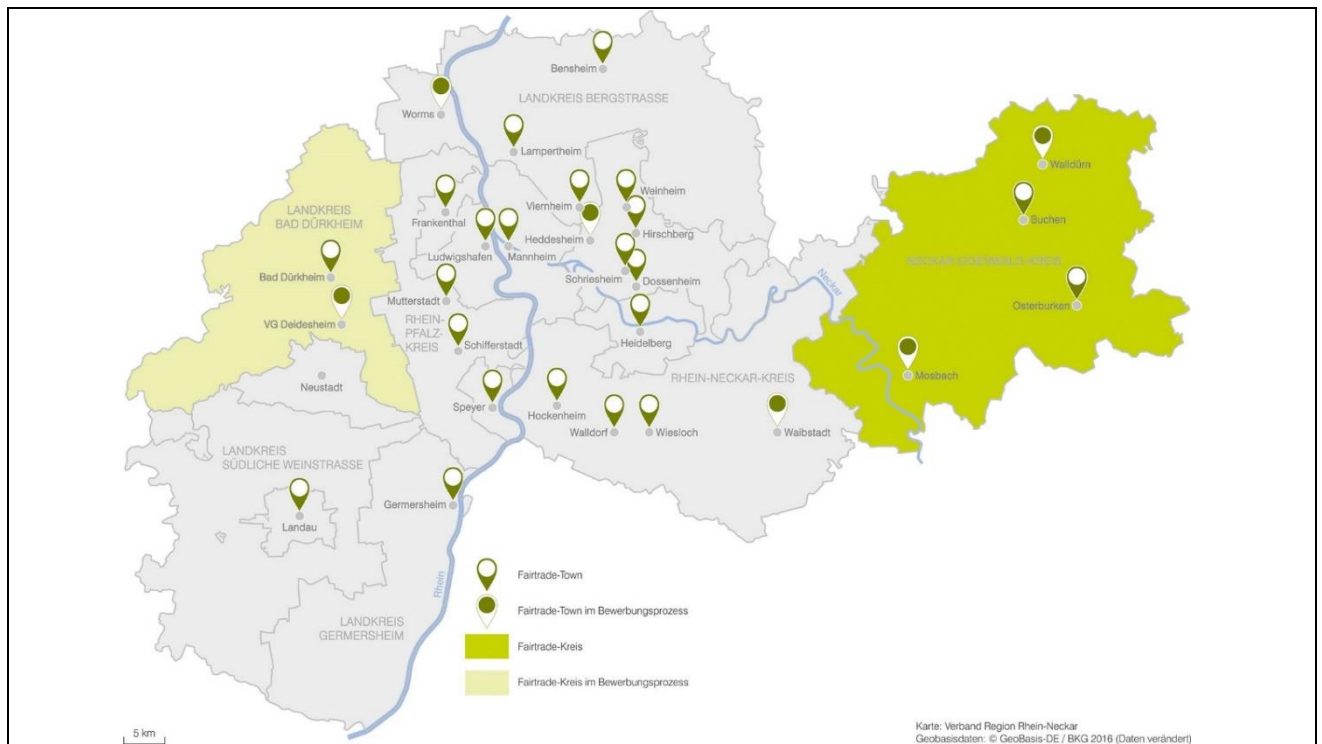 Bensheim
LANDKREIS BERGSTRASSE
Worms
Lampertheim
Walldürn
Weinheim
Viernheim
LANDKREIS
BAD DÜRKHEIM
Frankenthal
Buchen
Hirschberg
Heddesheim
Ludwigshafen
Mannheim
NECKAR-ODENWALD-KREIS
Bad Dürkheim
Schriesheim
Dossenheim
Neckar
Mutterstadt
Osterburken
VG Deidesheim
RHEIN-
PFALZ-
KREIS
Schifferstadt
Heidelberg
Neustadt
RHEIN-NECKAR-KREIS
Mosbach
Speyer
Hockenheim
Walldorf
Wiesloch
Waibstadt
LANDKREIS
SÜDLICHE WEINSTRASSE
Germersheim
Landau
Rhein
Fairtrade-Town
Fairtrade-Town im Bewerbungsprozess
LANDKREIS
GERMERSHEIM
Fairtrade-Kreis
Fairtrade-Kreis im Bewerbungsprozess
5 km
Karte: Verband Region Rhein-Neckar
Geobasisdaten: © GeoBasis-DE / BKG 2016 (Daten verändert)